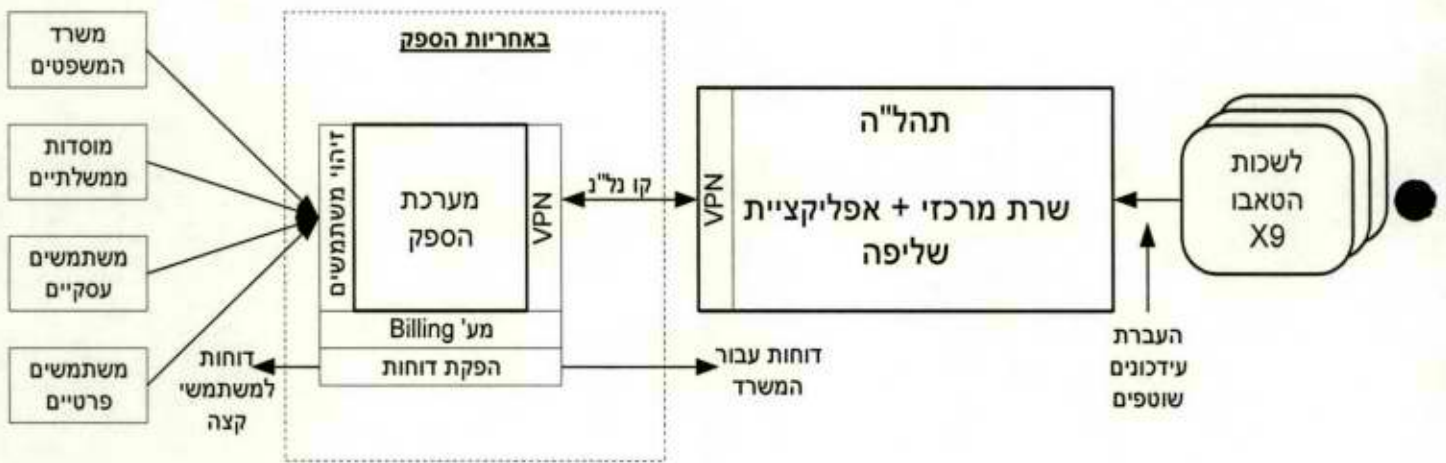 משרד
המשפטים
מוסדות
ממשלתיים
משתמשים
עסקיים
משתמשים
פרטיים
באחריות הספק
זיהוי משתמשים
מערכת
הספק
VPN
מע' Billing
הפקת דוחות
דוחות
למשתמשי
קצה
קו נל"נ
דוחות עבור
המשרד
VPN
תהל"ה
שרת מרכזי + אפליקציית
שליפה
העברת
עידכונים
שוטפים
לשכות
הטאבו
X9